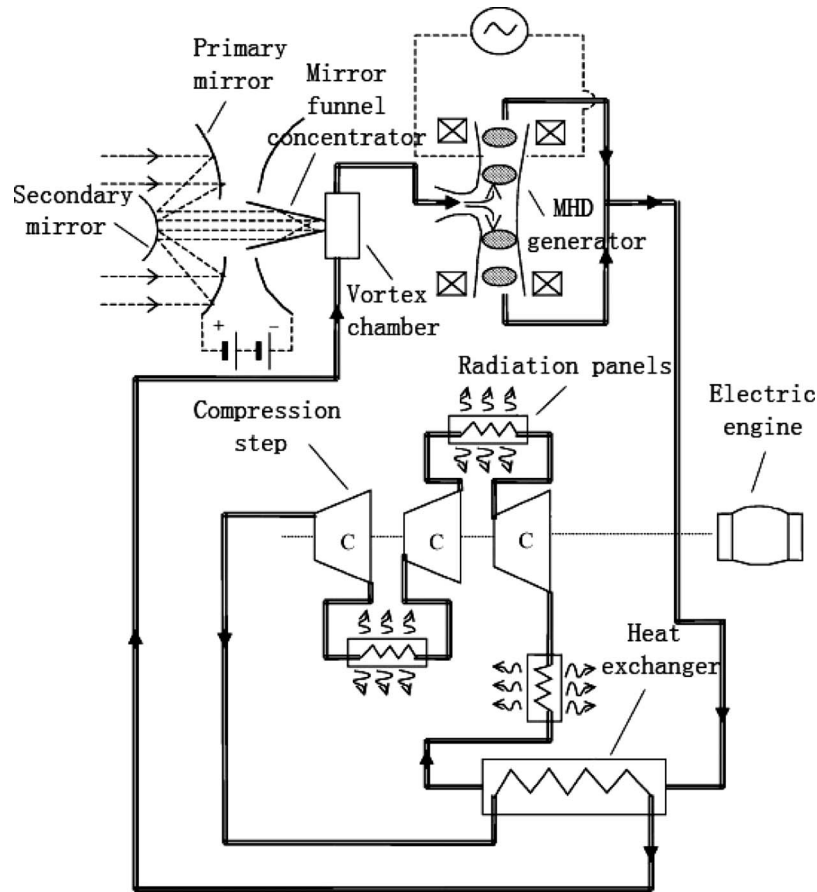 Primary
mirror
Mirror
funnel
concentrator
Secondary
mirror
MHD
generator
Vortex
chamber
+ −
Radiation panels
Compression
step
Electric
engine
C C C
Heat
exchanger